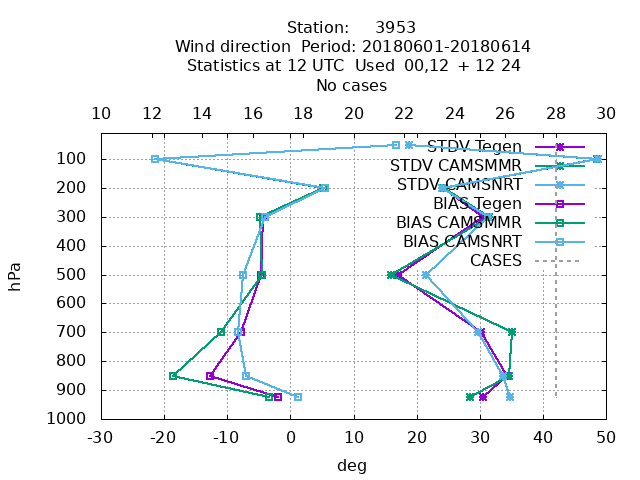 Station: 3953
Wind direction Period: 20180601-20180614
Statistics at 12 UTC Used 00,12 + 12 24
No cases
10 12 14 16 18 20 22 24 26 28 30
STDV Tegen
STDV CAMSMMR
STDV CAMSNRT
BIAS Tegen
BIAS CAMSMMR
BIAS CAMSNRT
CASES
100
200
300
400
500
600
700
800
900
1000
hPa
-30 -20 -10 0 10 20 30 40 50
deg